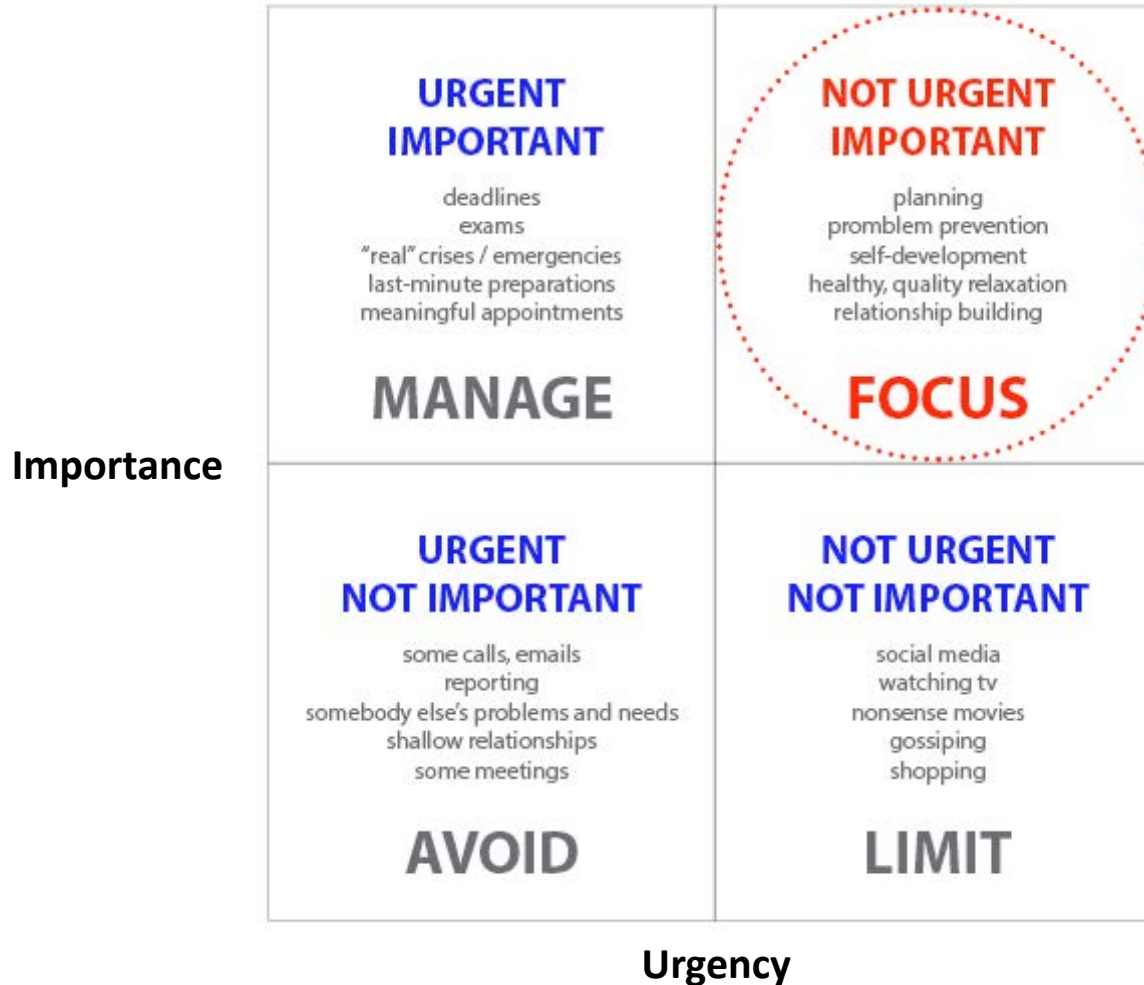 URGENT
IMPORTANT
deadlines
exams
"real" crises / emergencies
last-minute preparations
meaningful appointments
MANAGE
NOT URGENT
IMPORTANT
planning
promblem prevention
self-development
healthy, quality relaxation
relationship building
FOCUS
Importance
URGENT
NOT IMPORTANT
some calls, emails
reporting
somebody else's problems and needs
shallow relationships
some meetings
AVOID
NOT URGENT
NOT IMPORTANT
social media
watching tv
nonsense movies
gossiping
shopping
LIMIT
Urgency